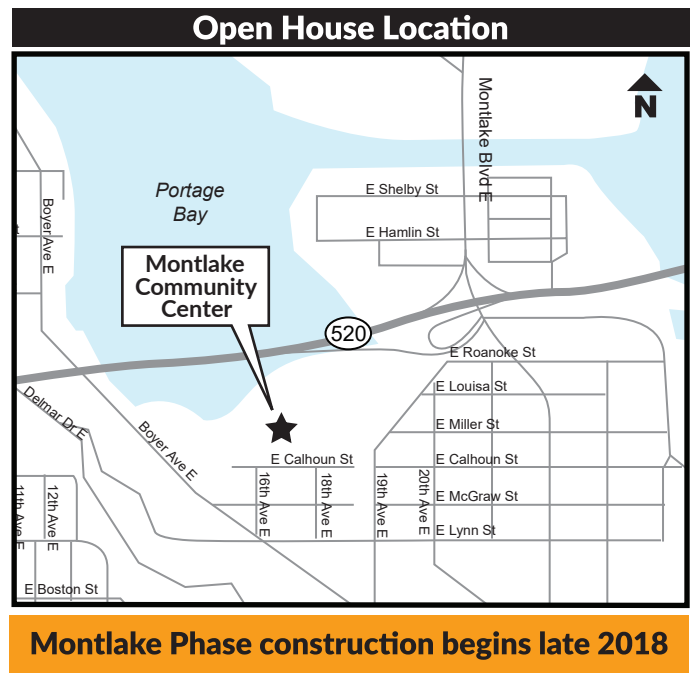 Open House Location
N
Montlake Blvd E
Portage
Bay
E Shelby St
E Hamlin St
Boyer Ave E
Montlake
Community
Center
520
E Roanoke St
E Louisa St
Delmar Dr E
E Miller St
Boyer Ave E
E Calhoun St
E Calhoun St
16th Ave E
18th Ave E
19th Ave E
20th Ave E
11th Ave E
12th Ave E
E McGraw St
E Lynn St
E Boston St
Montlake Phase construction begins late 2018